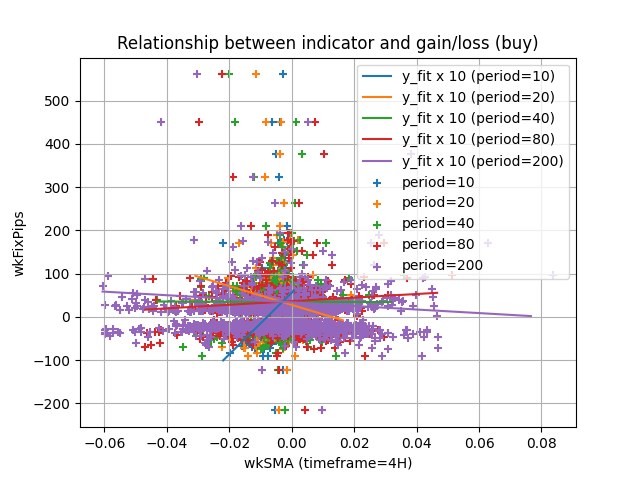 Relationship between indicator and gain/loss (buy)
y_fit x 10 (period=10)
y_fit x 10 (period=20)
y_fit x 10 (period=40)
y_fit x 10 (period=80)
y_fit x 10 (period=200)
period=10
period=20
period=40
period=80
period=200
wkFixPips
500
400
300
200
100
0
−100
−200
−0.06 −0.04 −0.02 0.00 0.02 0.04 0.06 0.08
wkSMA (timeframe=4H)